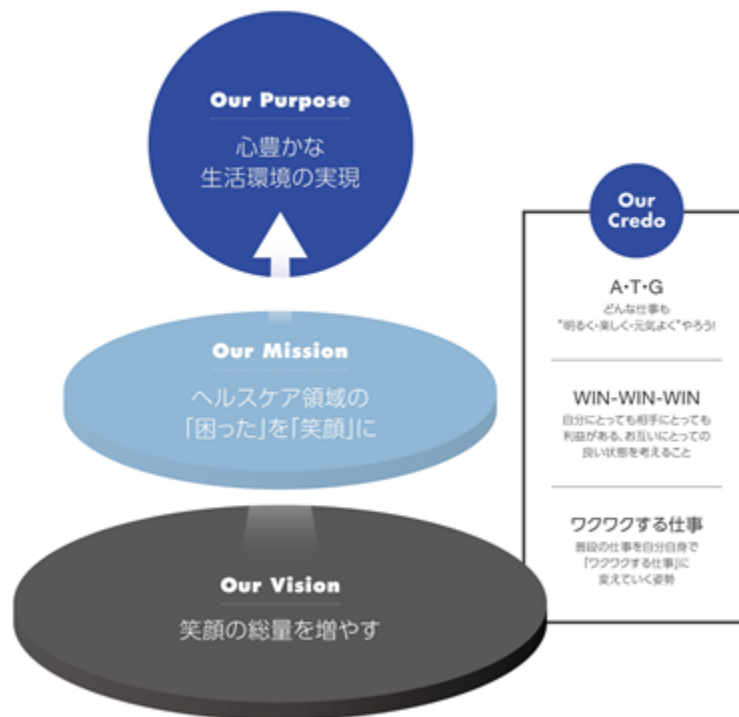 Our Purpose
心豊かな
生活環境の実現
Our Mission
ヘルスケア領域の
「困った」を「笑顔」に
Our Vision
笑顔の総量を増やす
Our
Credo
A・T・G
どんな仕事も
"明るく・楽しく・元気よく"やろう!
WIN-WIN-WIN
自分にとっても相手にとっても
利益がある、お互いにとっての
良い状態を考えること
ワクワクする仕事
普段の仕事を自分自身で
「ワクワクする仕事」に
変えていく姿勢